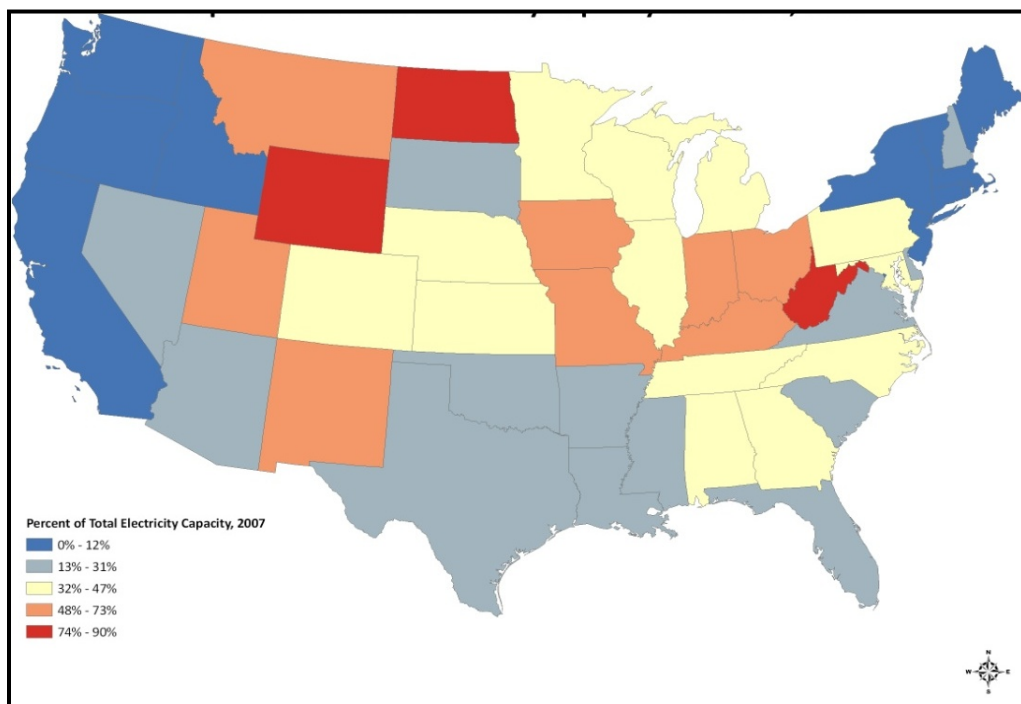 Percent of Total Electricity Capacity, 2007
0% - 12%
13% - 31%
32% - 47%
48% - 73%
74% - 90%
N
W E
S